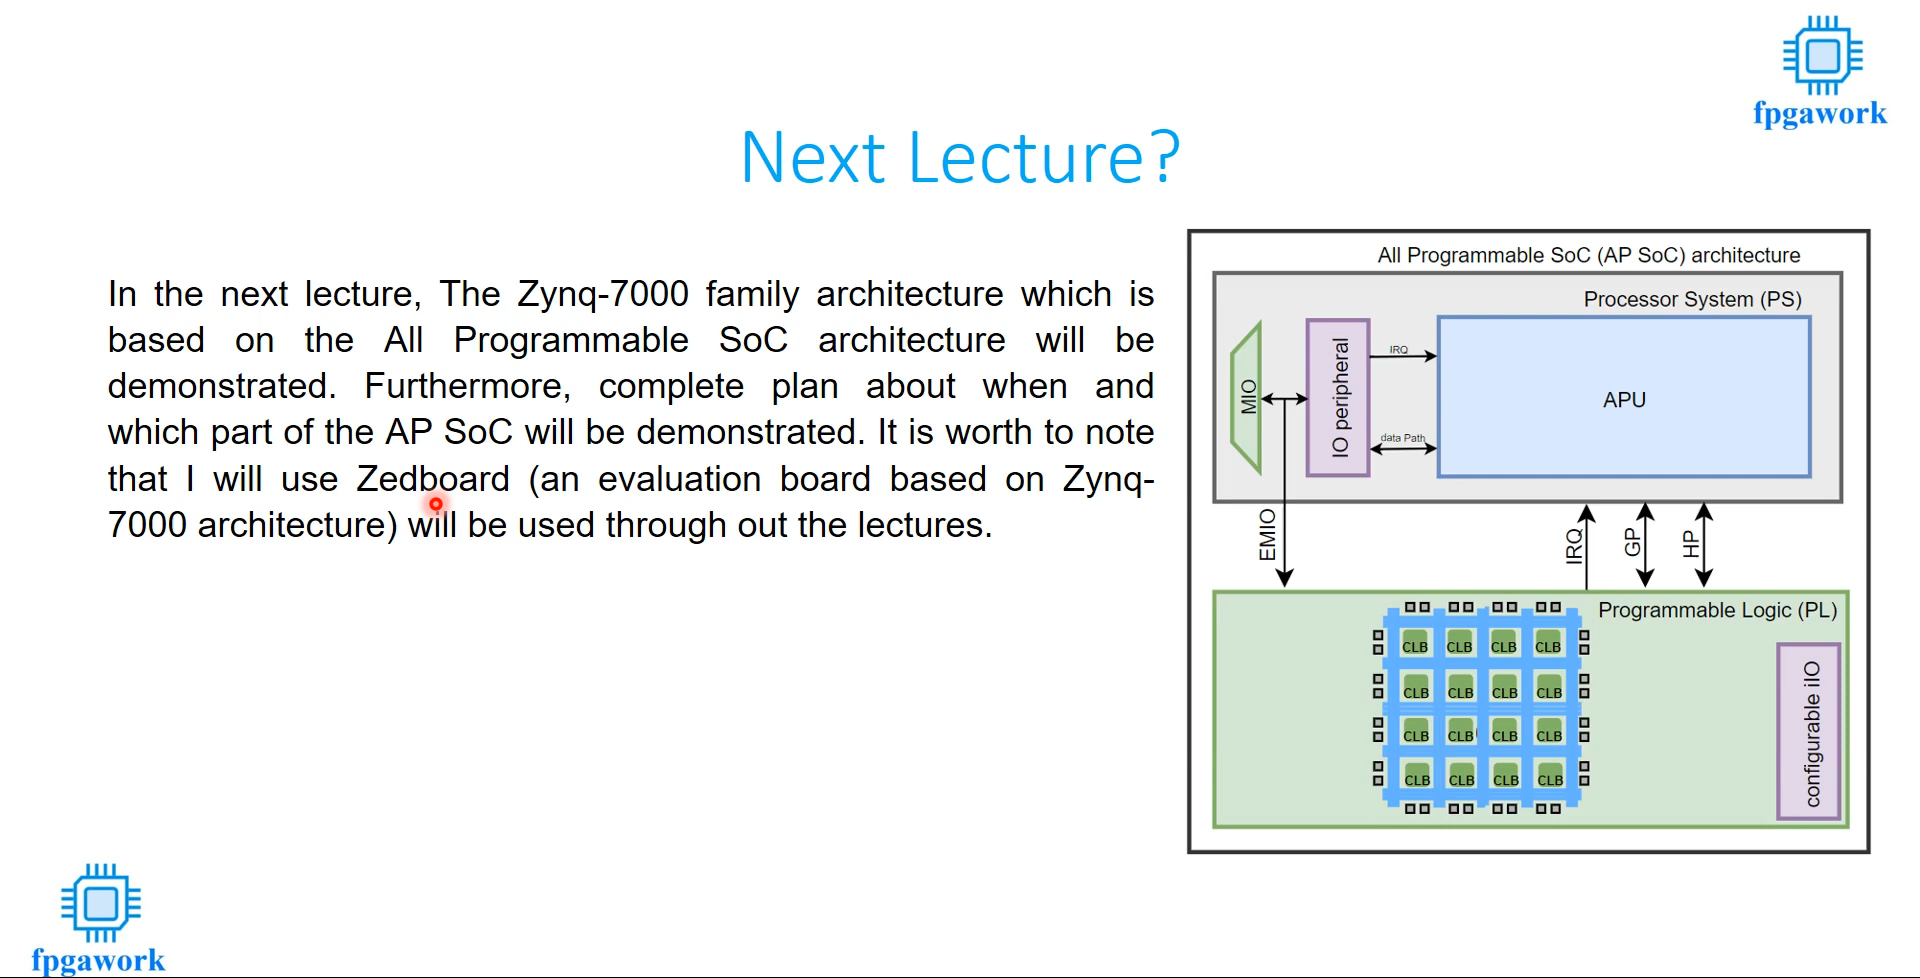 fpgawork
Next Lecture?
In the next lecture, The Zynq-7000 family architecture which is
based on the All Programmable SoC architecture will be
demonstrated. Furthermore, complete plan about when and
which part of the AP SoC will be demonstrated. It is worth to note
that I will use Zedboard (an evaluation board based on Zynq-
7000 architecture) will be used through out the lectures.
All Programmable SoC (AP SoC) architecture
Processor System (PS)
MIO
IO peripheral
IRQ
data Path
APU
EMIO
IRQ
GP
HP
Programmable Logic (PL)
CLB CLB CLB CLB
CLB CLB CLB CLB
CLB CLB CLB CLB
CLB CLB CLB CLB
configurable iIO
fpgawork